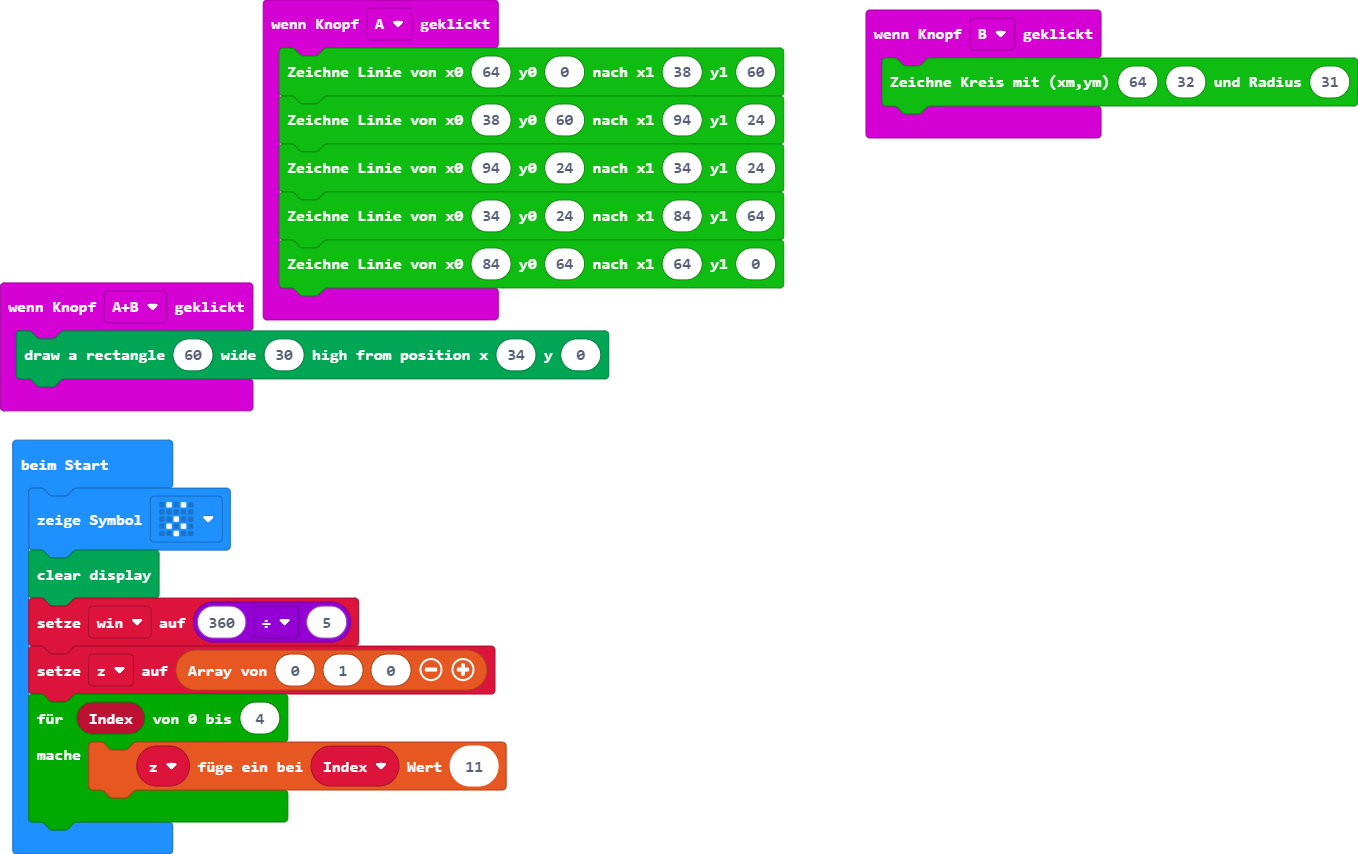 wenn Knopf A geklickt
Zeichne Linie von x0 64 y0 0 nach x1 38 y1 60
Zeichne Linie von x0 38 y0 60 nach x1 94 y1 24
Zeichne Linie von x0 94 y0 24 nach x1 34 y1 24
Zeichne Linie von x0 34 y0 24 nach x1 84 y1 64
Zeichne Linie von x0 84 y0 64 nach x1 64 y1 0
wenn Knopf B geklickt
Zeichne Kreis mit (xm,ym) 64 32 und Radius 31
wenn Knopf A+B geklickt
draw a rectangle 60 wide 30 high from position x 34 y 0
beim Start
zeige Symbol
clear display
setze win auf 360 ÷ 5
setze z auf Array von 0 1 0
für Index von 0 bis 4
mache
z füge ein bei Index Wert 11